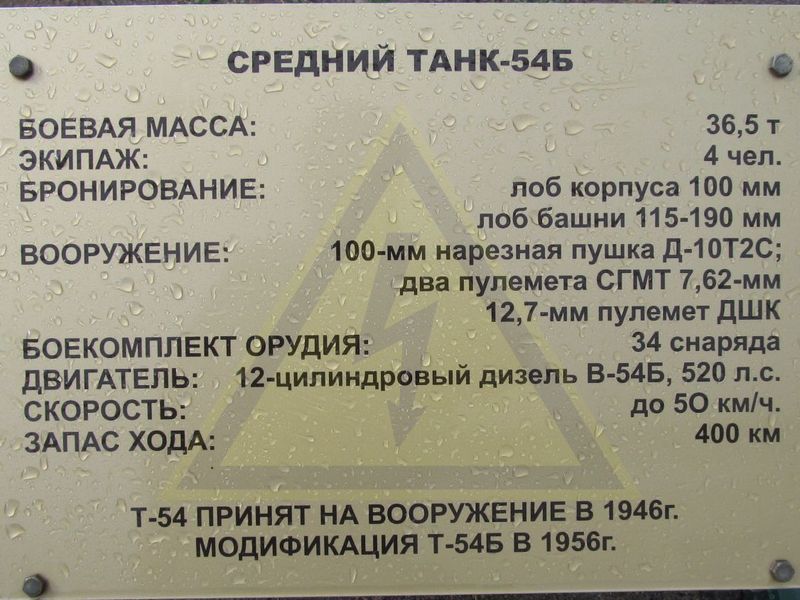 СРЕДНИЙ ТАНК-54Б
БОЕВАЯ МАССА: 36,5 т
ЭКИПАЖ: 4 чел.
БРОНИРОВАНИЕ: лоб корпуса 100 мм
лоб башни 115-190 мм
ВООРУЖЕНИЕ: 100-мм нарезная пушка Д-10Т2С;
два пулемета СГМТ 7,62-мм
12,7-мм пулемет ДШК
БОЕКОМПЛЕКТ ОРУДИЯ: 34 снаряда
ДВИГАТЕЛЬ: 12-цилиндровый дизель В-54Б, 520 л.с.
СКОРОСТЬ: до 5О км/ч.
ЗАПАС ХОДА: 400 км
Т-54 ПРИНЯТ НА ВООРУЖЕНИЕ В 1946г.
МОДИФИКАЦИЯ Т-54Б В 1956г.